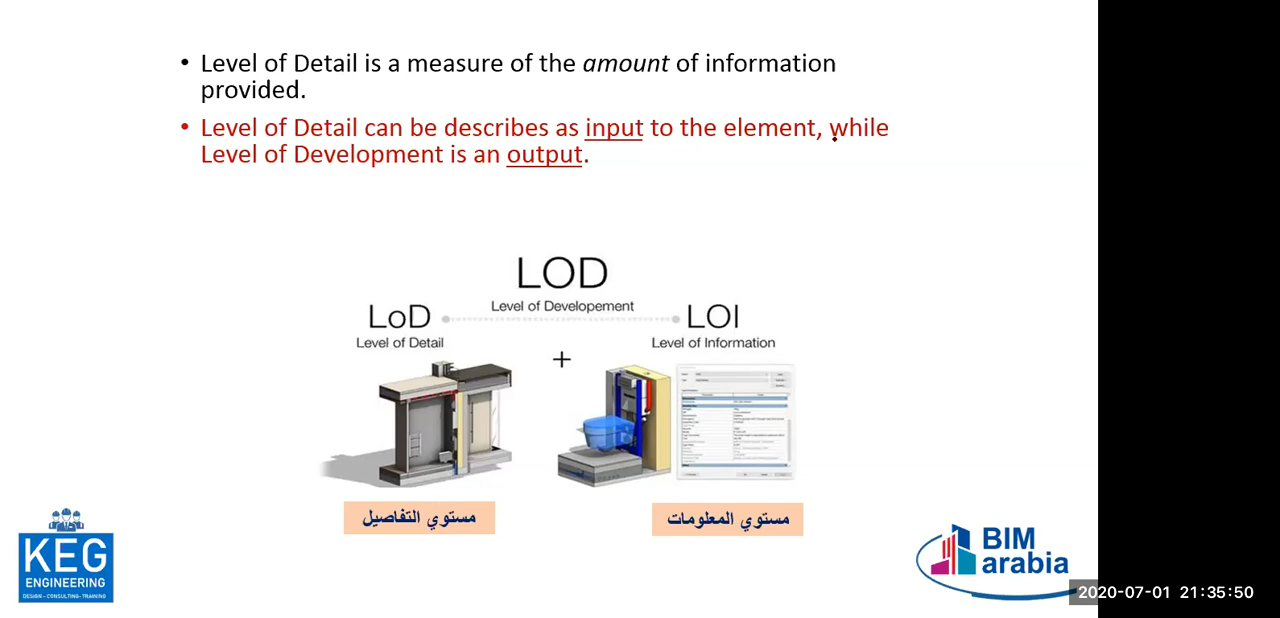 • Level of Detail is a measure of the amount of information
provided.
• Level of Detail can be describes as input to the element, while
Level of Development is an output.
LOD
Level of Developement
LoD
LOI
Level of Detail
Level of Information
+
مستوي التفاصيل
مستوي المعلومات
KEG
ENGINEERING
DESIGN - CONSULTING - TRAINING
BIM
arabia
2020-07-01 21:35:50